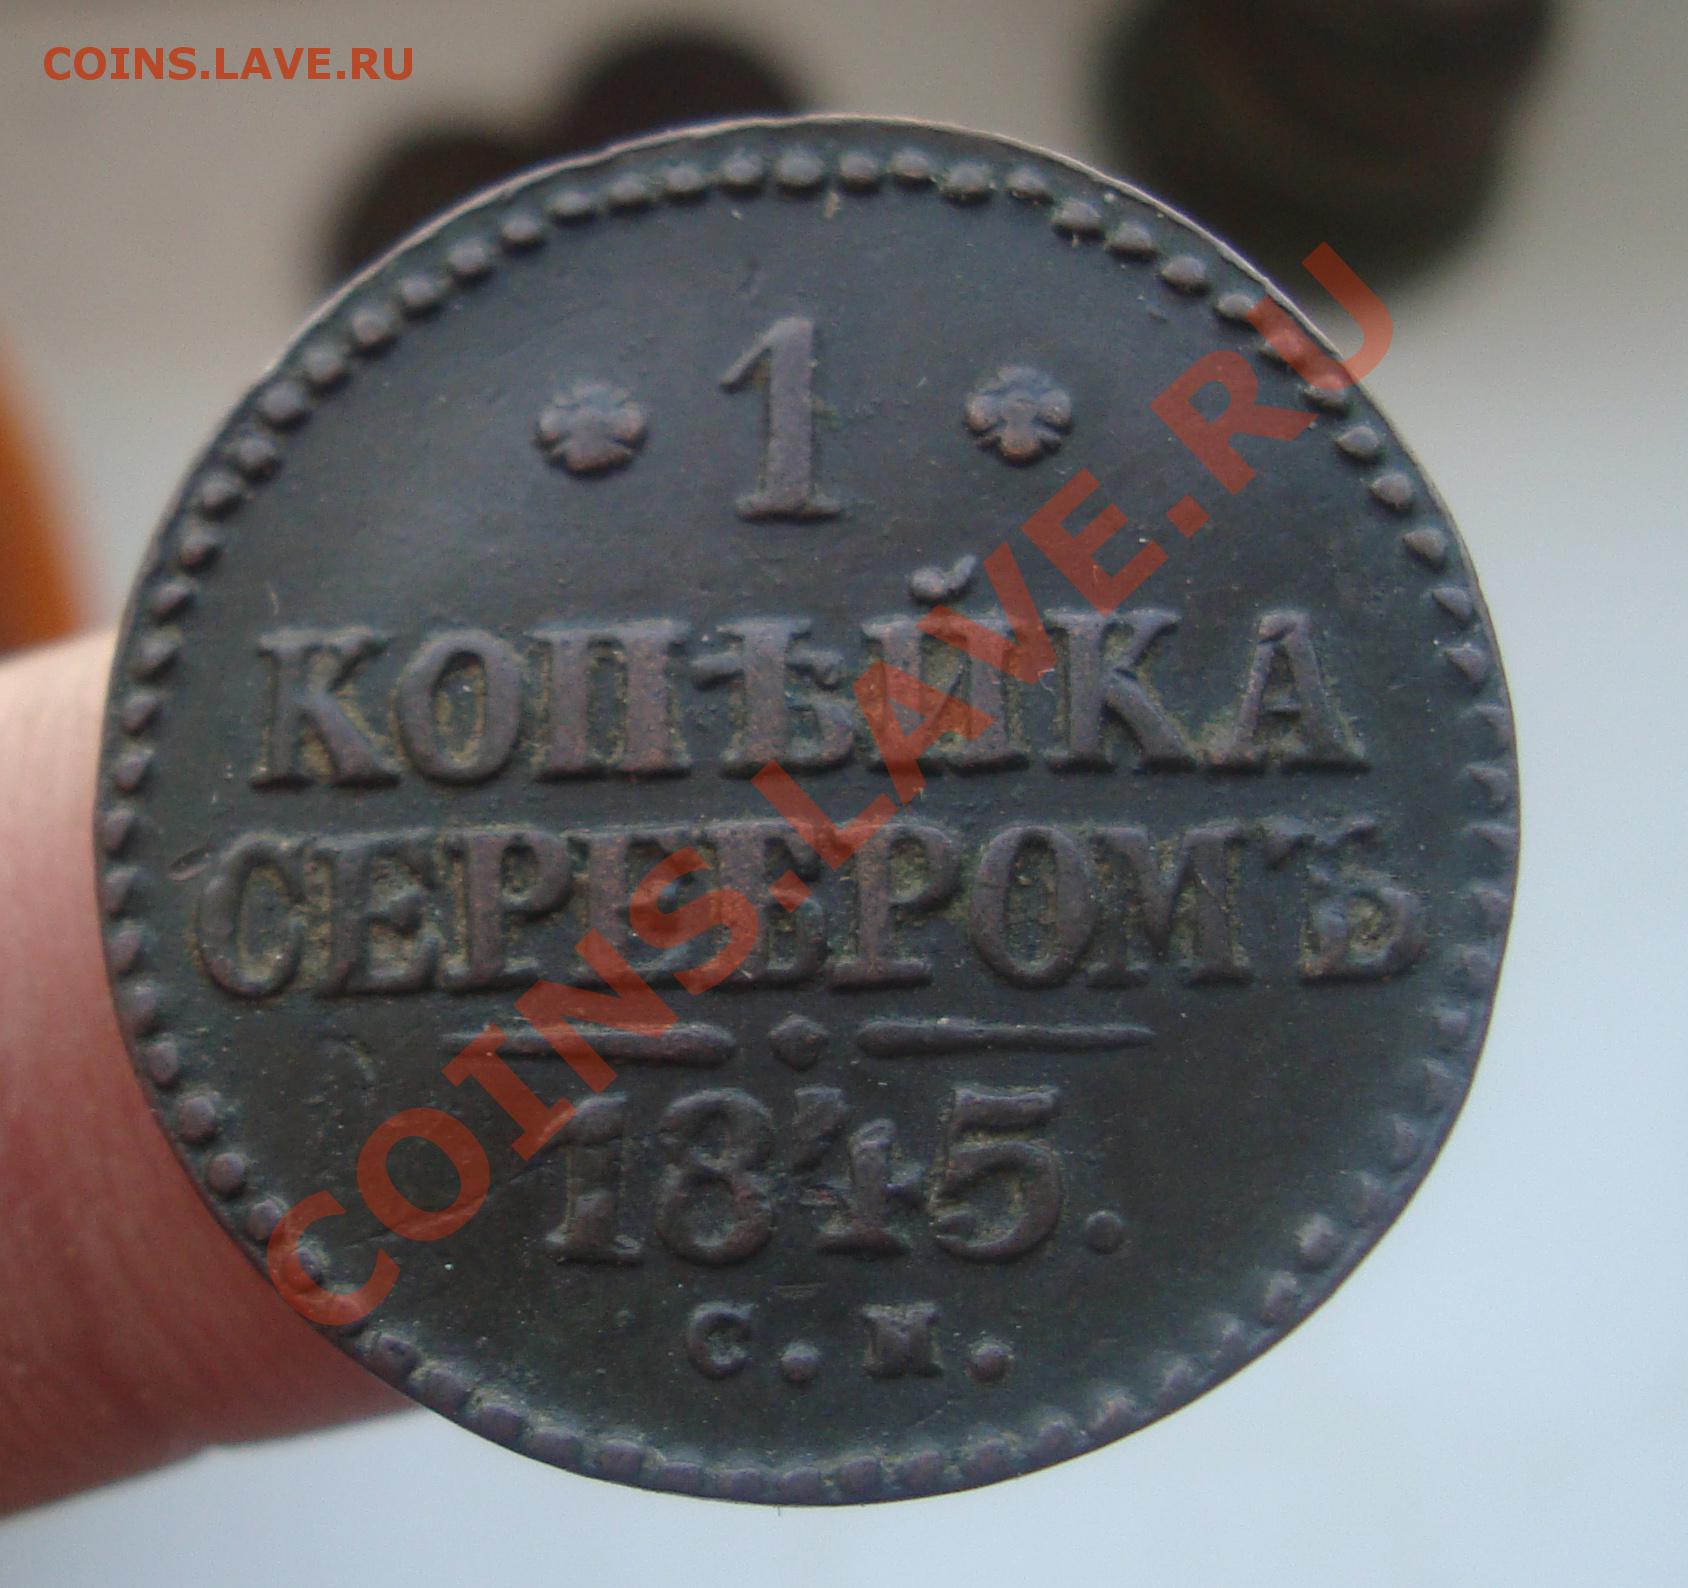 COINS.LAVE.RU
1
КОПѢЙКА
СЕРЕБРОМЪ
1845.
С.М.
COINS.LAVE.RU